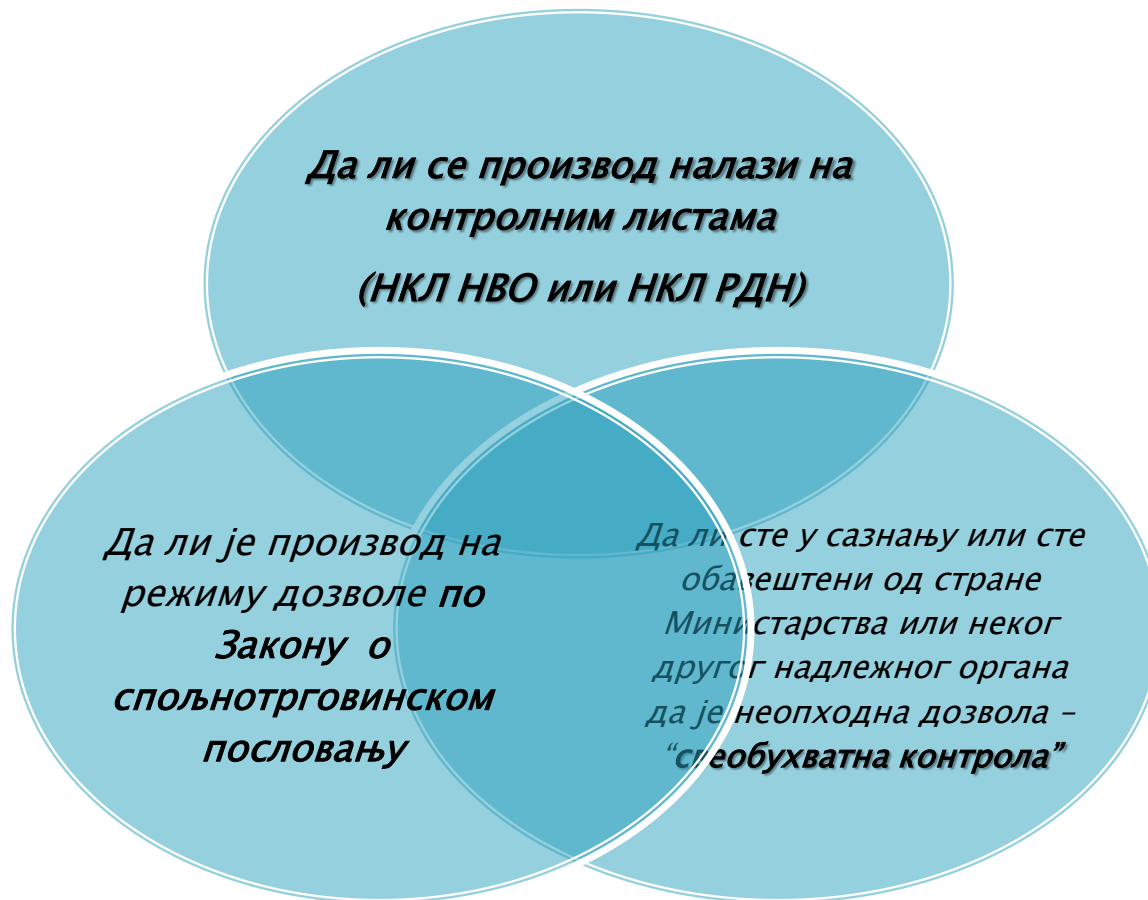 Да ли се производ налази на
контролним листама
(НКЛ НВО или НКЛ РДН)
Да ли је производ на
режиму дозволе по
Закону о
спољнотрговинском
пословању
Да ли сте у сазнању или сте
обавештени од стране
Министарства или неког
другог надлежног органа
да је неопходна дозвола –
“свеобухватна контрола”